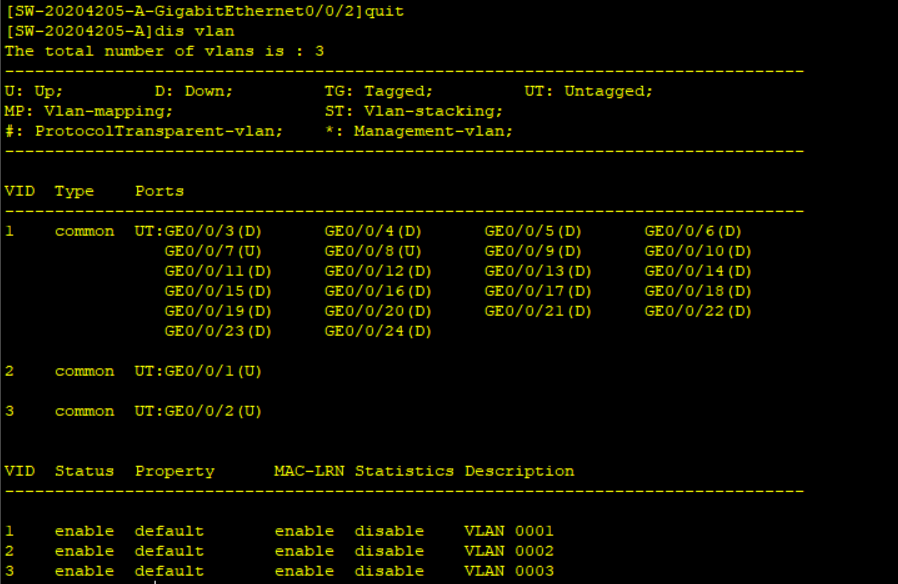 [SW-20204205-A-GigabitEthernet0/0/2]quit
[SW-20204205-A]dis vlan
The total number of vlans is : 3
--------------------------------------------------------------------------------
U: Up;         D: Down;         TG: Tagged;         UT: Untagged;
MP: Vlan-mapping;               ST: Vlan-stacking;
#: ProtocolTransparent-vlan;    *: Management-vlan;
--------------------------------------------------------------------------------
VID  Type    Ports
--------------------------------------------------------------------------------
1    common  UT:GE0/0/3(D)      GE0/0/4(D)      GE0/0/5(D)      GE0/0/6(D)
                GE0/0/7(U)      GE0/0/8(U)      GE0/0/9(D)      GE0/0/10(D)
                GE0/0/11(D)     GE0/0/12(D)     GE0/0/13(D)     GE0/0/14(D)
                GE0/0/15(D)     GE0/0/16(D)     GE0/0/17(D)     GE0/0/18(D)
                GE0/0/19(D)     GE0/0/20(D)     GE0/0/21(D)     GE0/0/22(D)
                GE0/0/23(D)     GE0/0/24(D)
2    common  UT:GE0/0/1(U)
3    common  UT:GE0/0/2(U)
VID  Status  Property      MAC-LRN Statistics Description
--------------------------------------------------------------------------------
1    enable  default       enable  disable    VLAN 0001
2    enable  default       enable  disable    VLAN 0002
3    enable  default       enable  disable    VLAN 0003